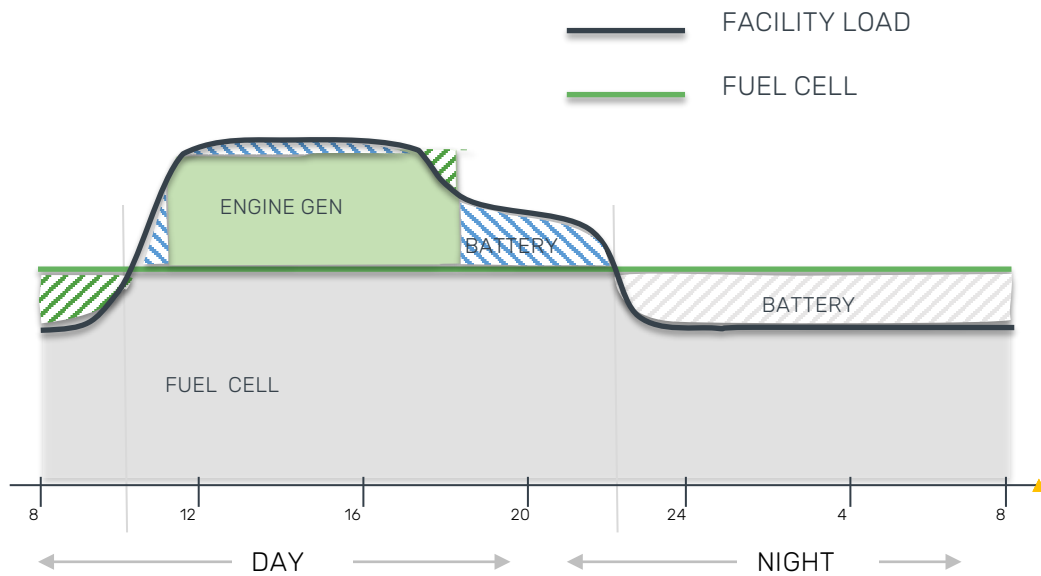 FACILITY LOAD
FUEL CELL
ENGINE GEN
BATTERY
BATTERY
FUEL CELL
8 12 16 20 24 4 8
DAY NIGHT